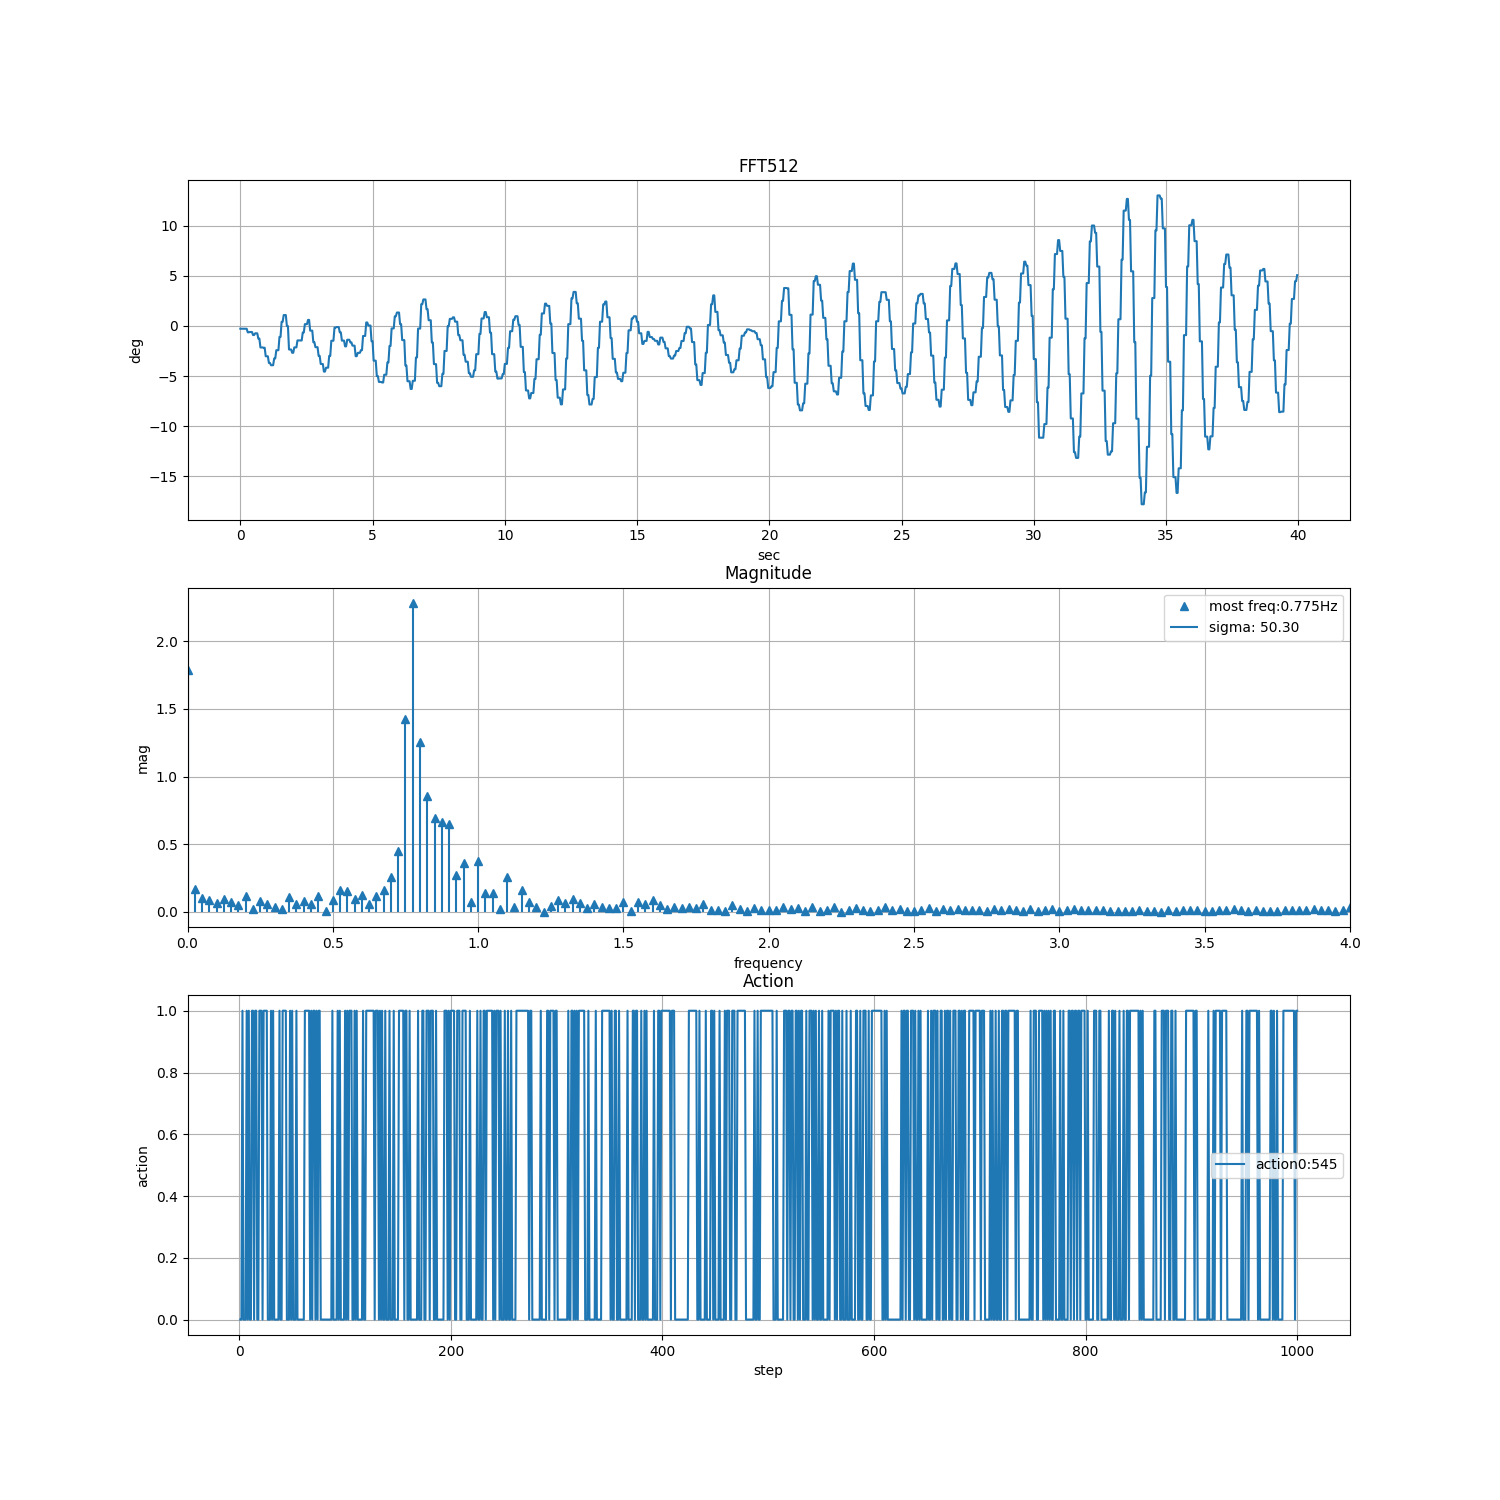 FFT512
10
5
0
−5
−10
−15
deg
0 5 10 15 20 25 30 35 40
sec
Magnitude
most freq:0.775Hz
sigma: 50.30
2.0
1.5
1.0
0.5
0.0
mag
0.0 0.5 1.0 1.5 2.0 2.5 3.0 3.5 4.0
frequency
Action
1.0
0.8
0.6
0.4
0.2
0.0
action
action0:545
0 200 400 600 800 1000
step